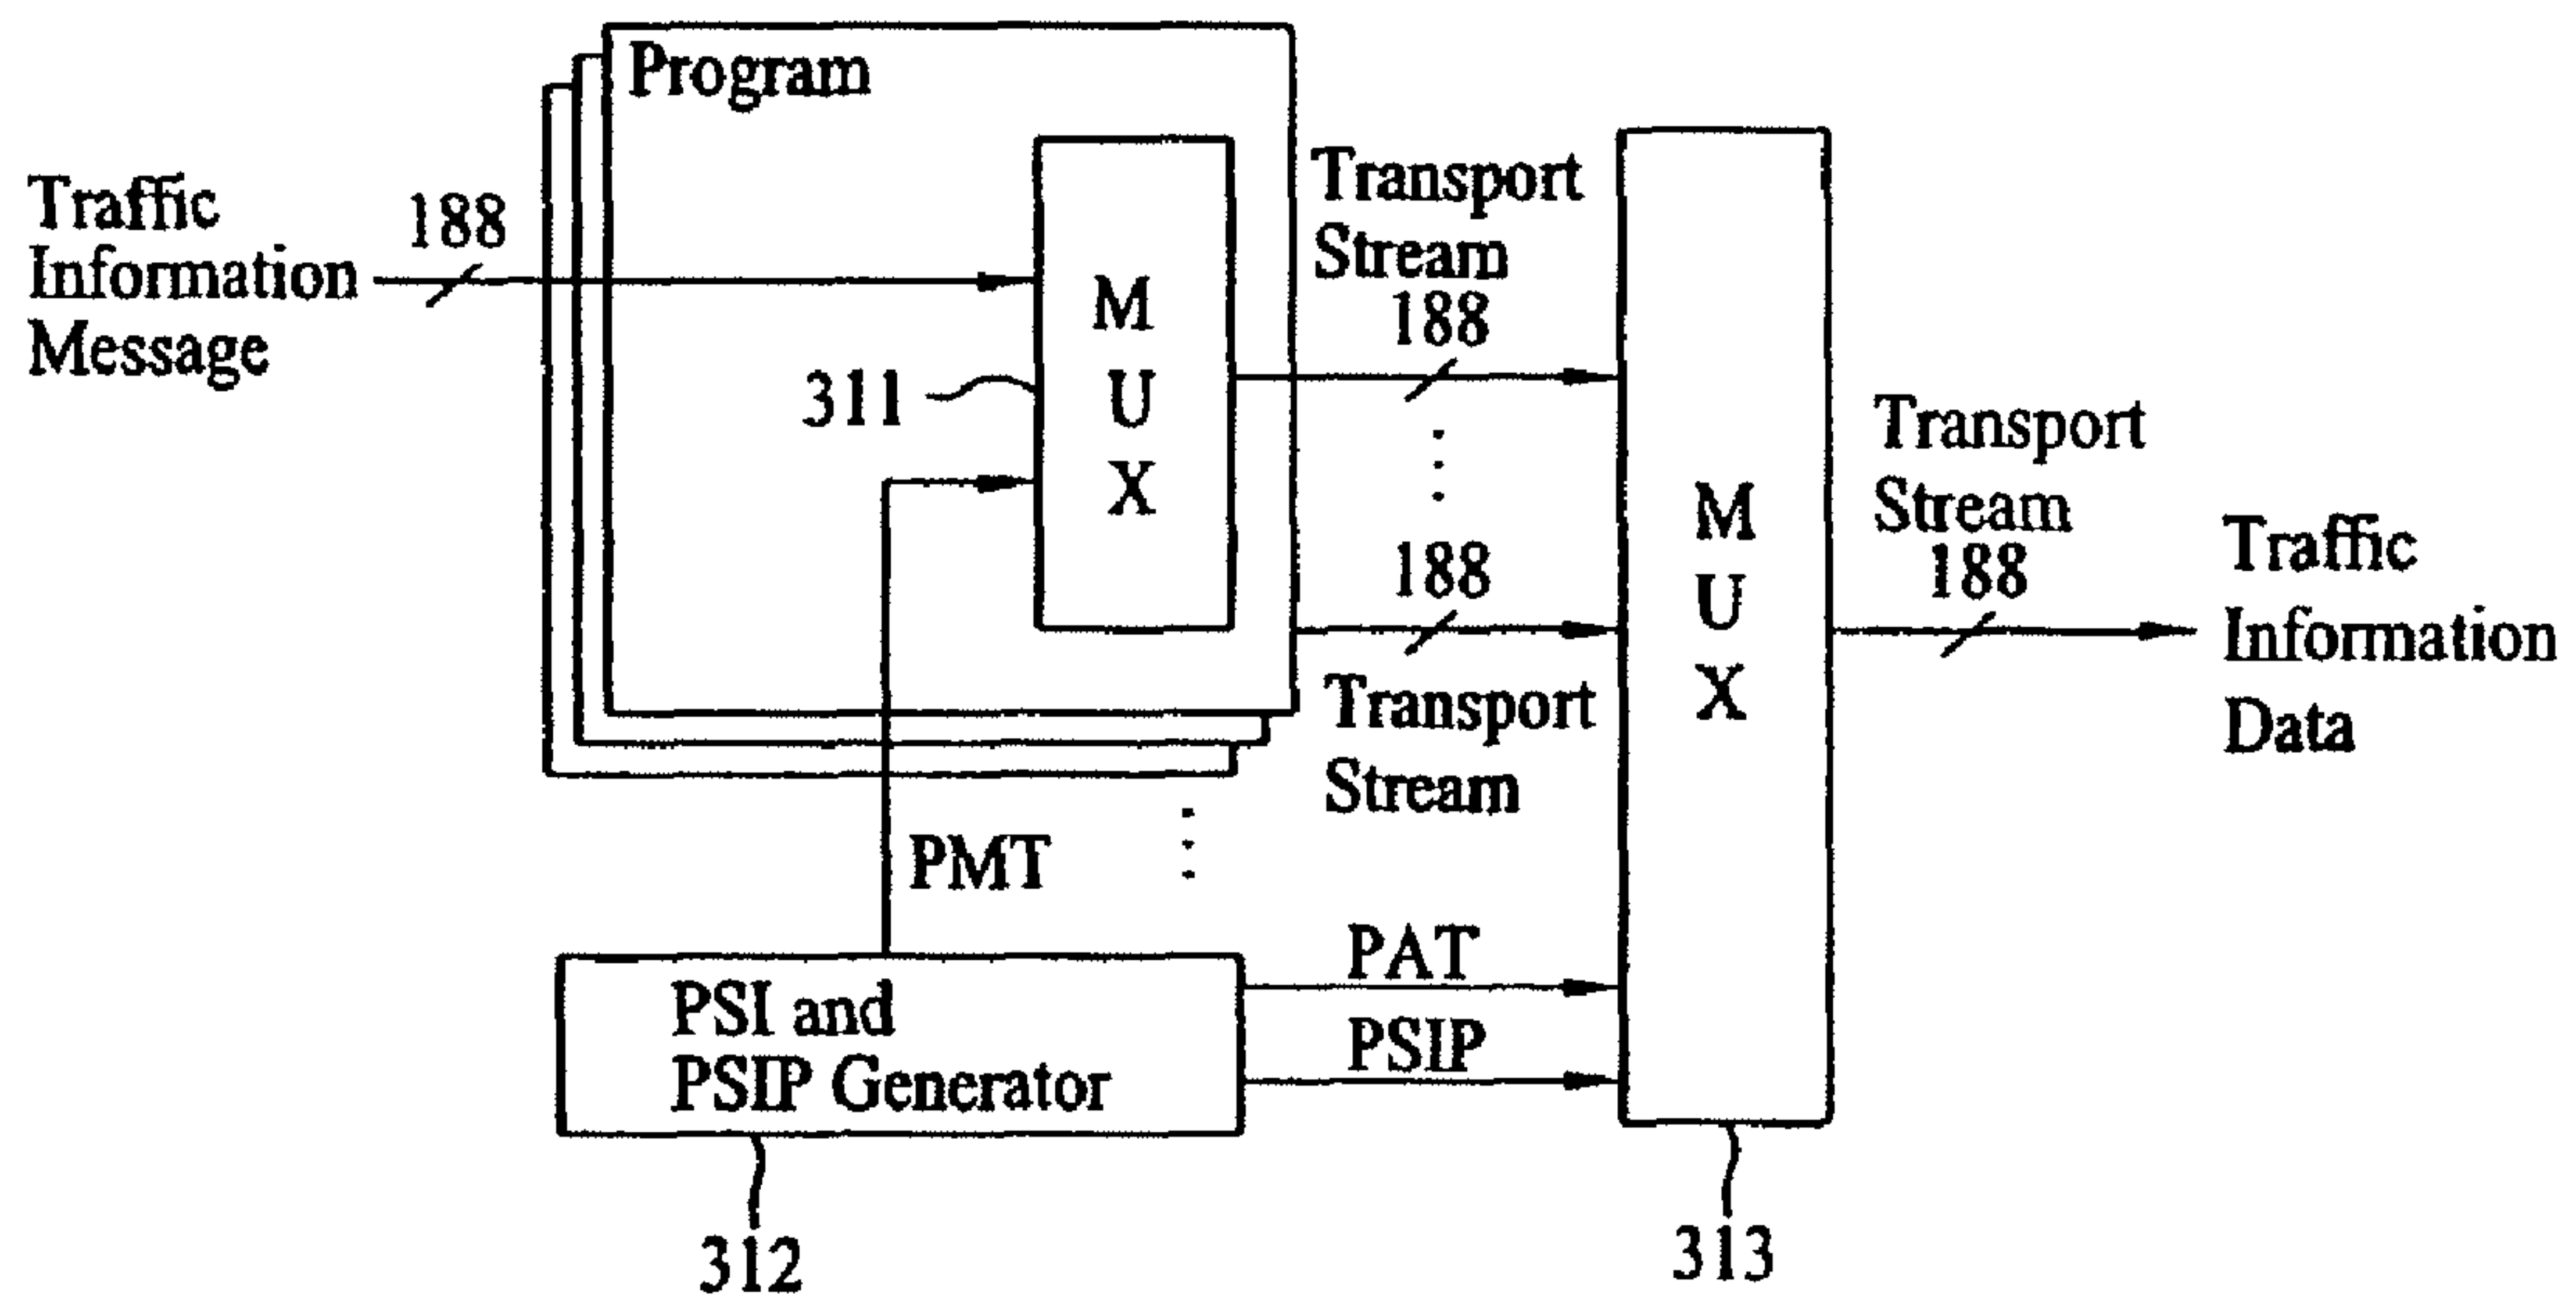 Program
Traffic
Information
Message
188
311
M
U
X
Transport
Stream
188
188
Transport
Stream
M
U
X
Transport
Stream
188
Traffic
Information
Data
PMT
PSI and
PSIP Generator
PAT
PSIP
312
313